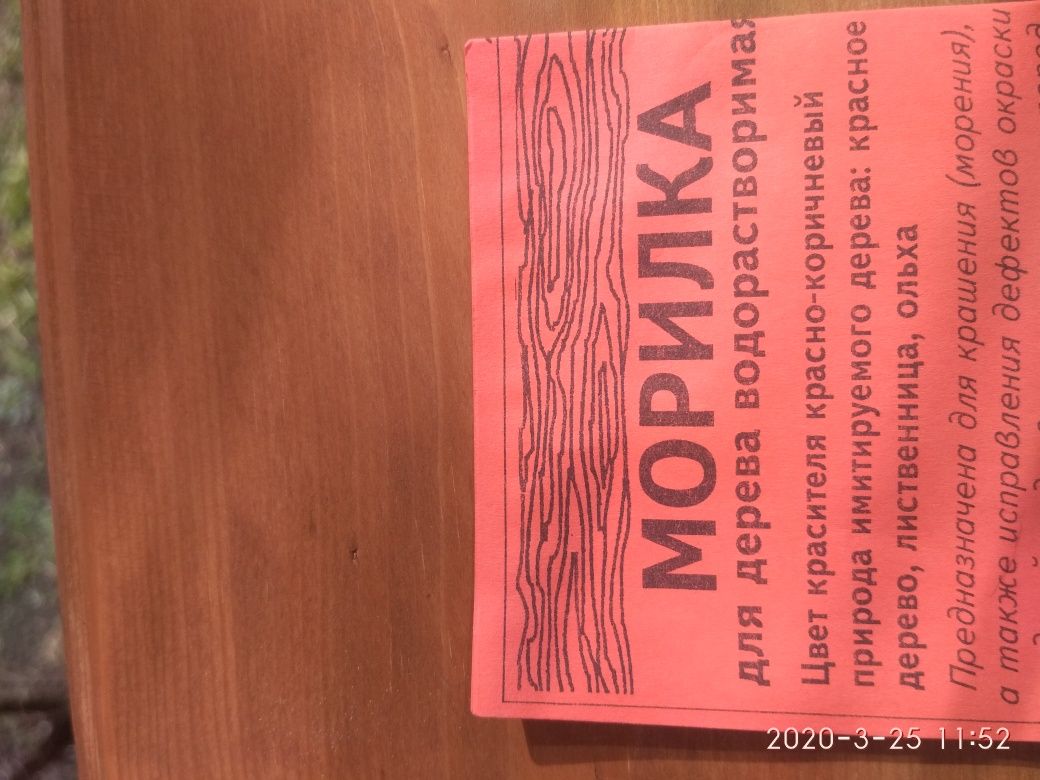 МОРИЛКА
для дерева водорастворимая
Цвет красителя красно-коричневый
природа имитируемого дерева: красное
дерево, лиственница, ольха
Предназначена для крашения (морения),
а также исправления дефектов окраски
2020-3-25 11:52